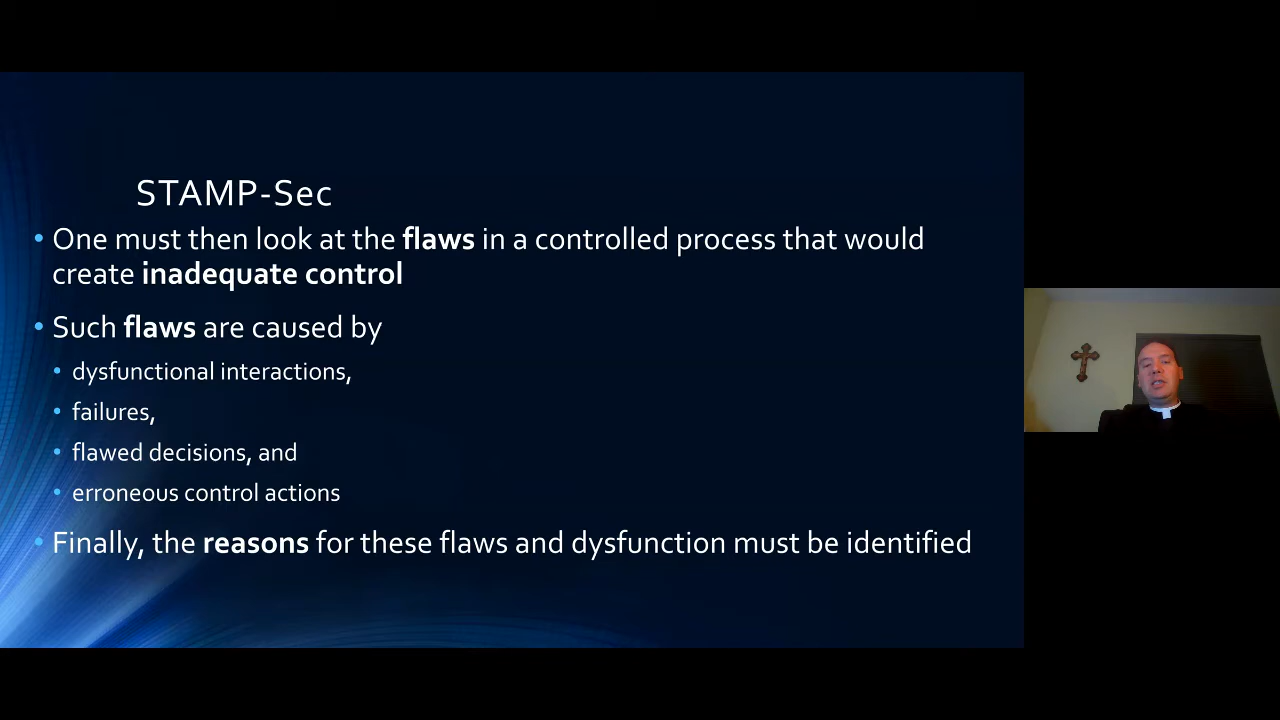 STAMP-Sec
• One must then look at the flaws in a controlled process that would
create inadequate control
• Such flaws are caused by
• dysfunctional interactions,
• failures,
• flawed decisions, and
• erroneous control actions
• Finally, the reasons for these flaws and dysfunction must be identified